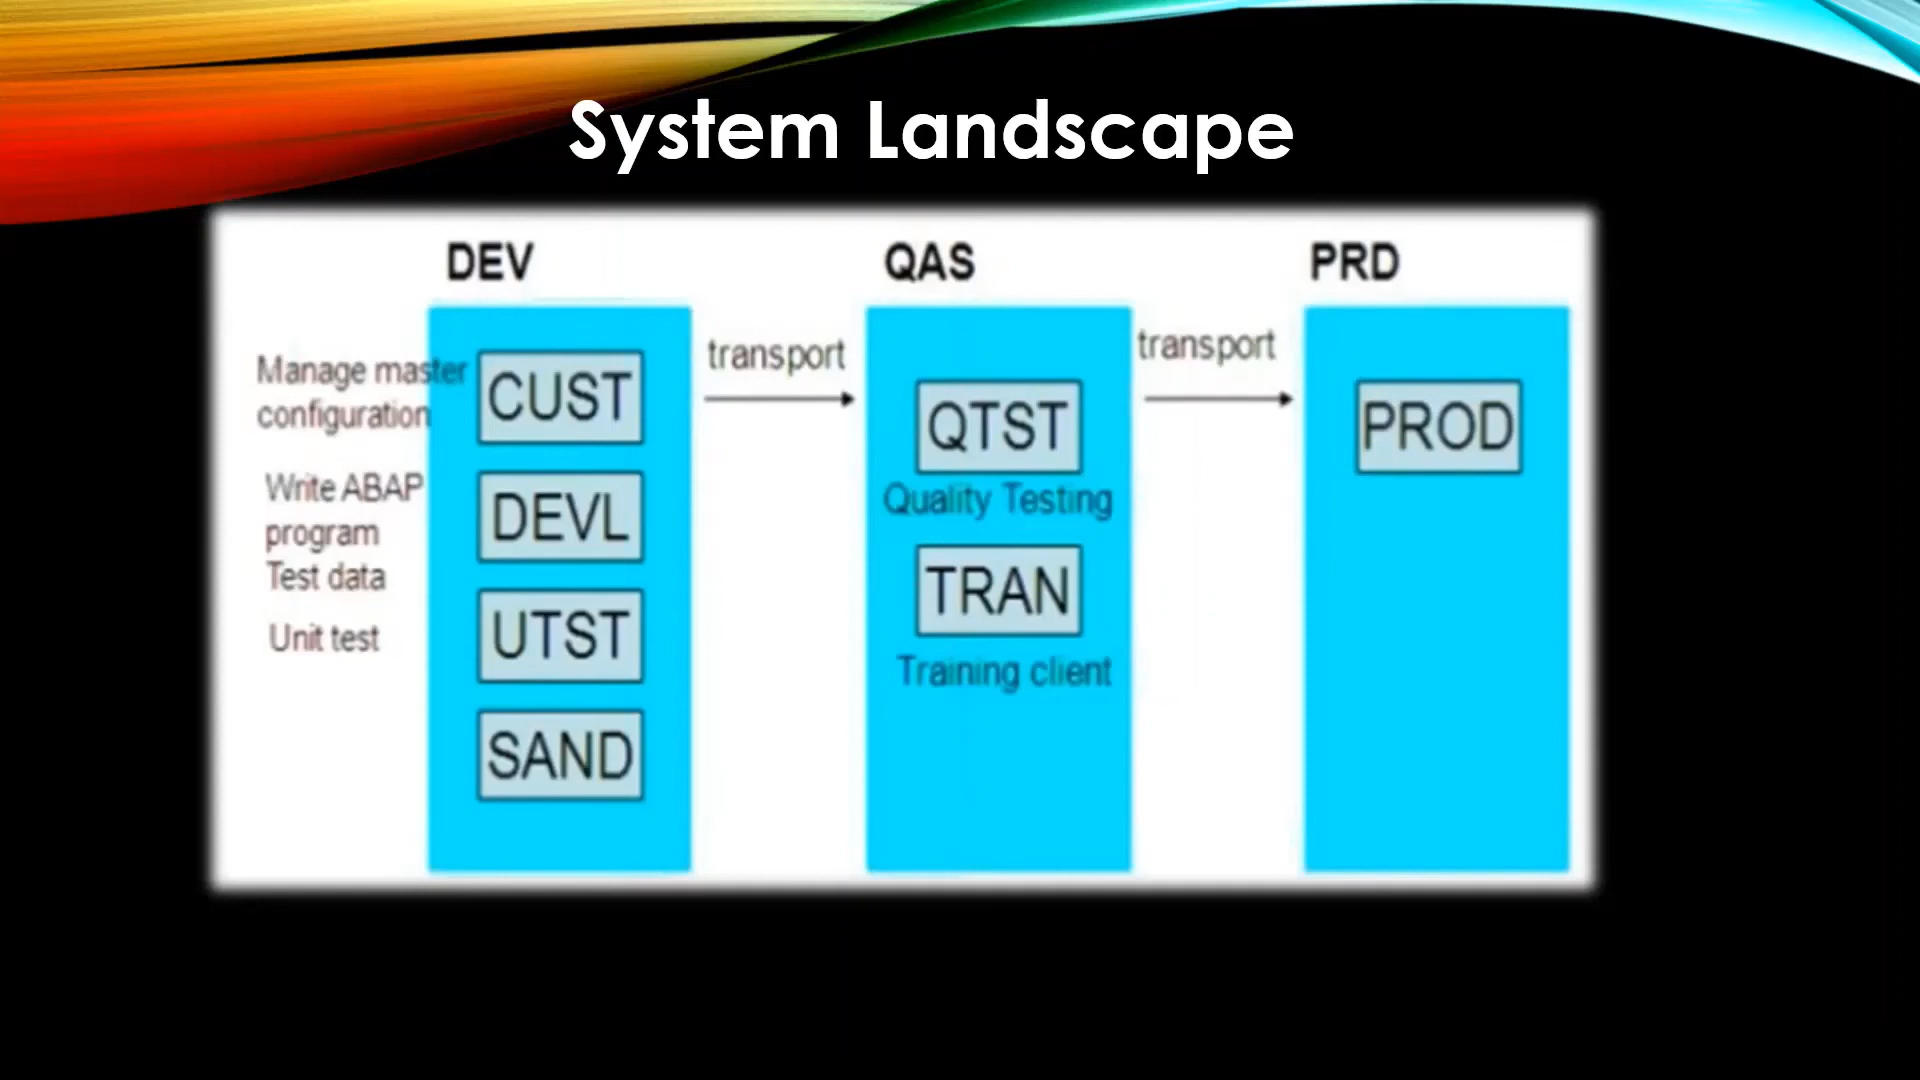 System Landscape
DEV
QAS
PRD
Manage master
configuration
CUST
Write ABAP
program
Test data
DEVL
Unit test
UTST
SAND
transport
QTST
Quality Testing
TRAN
Training client
transport
PROD